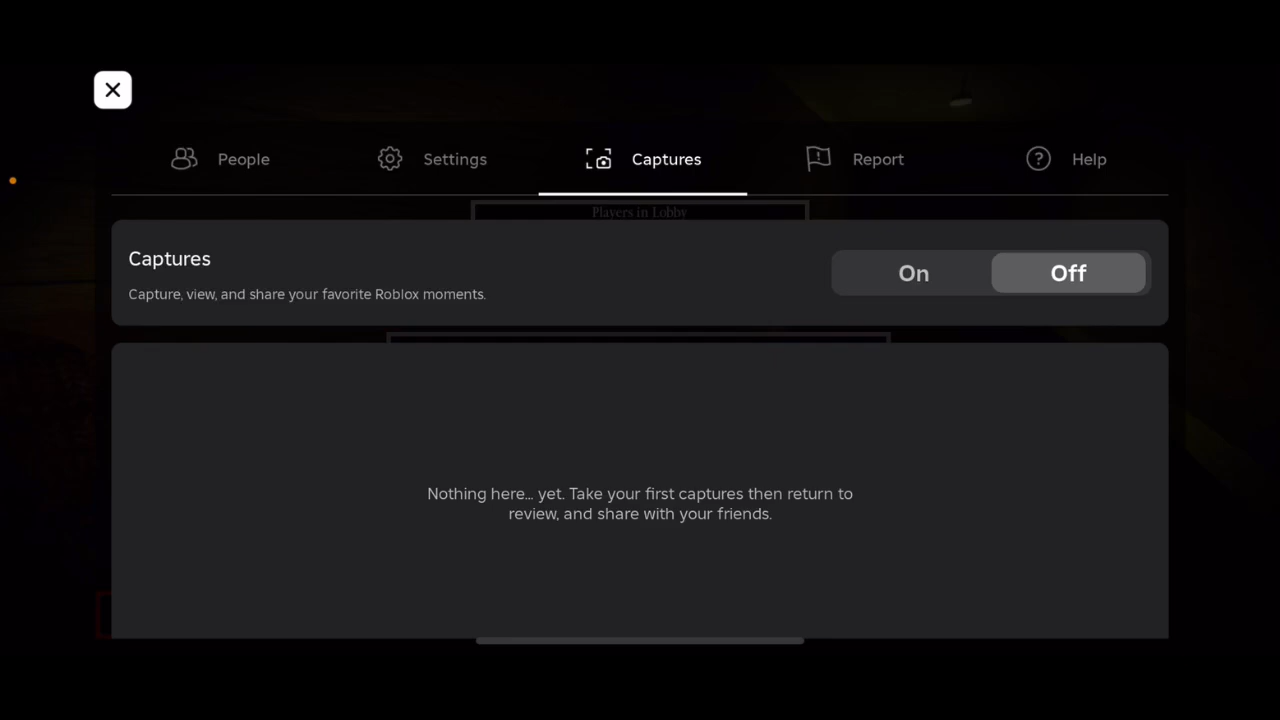 People
Settings
Captures
Report
Help
Players in Lobby
Captures
On
Off
Capture, view, and share your favorite Roblox moments.
Nothing here... yet. Take your first captures then return to
review, and share with your friends.